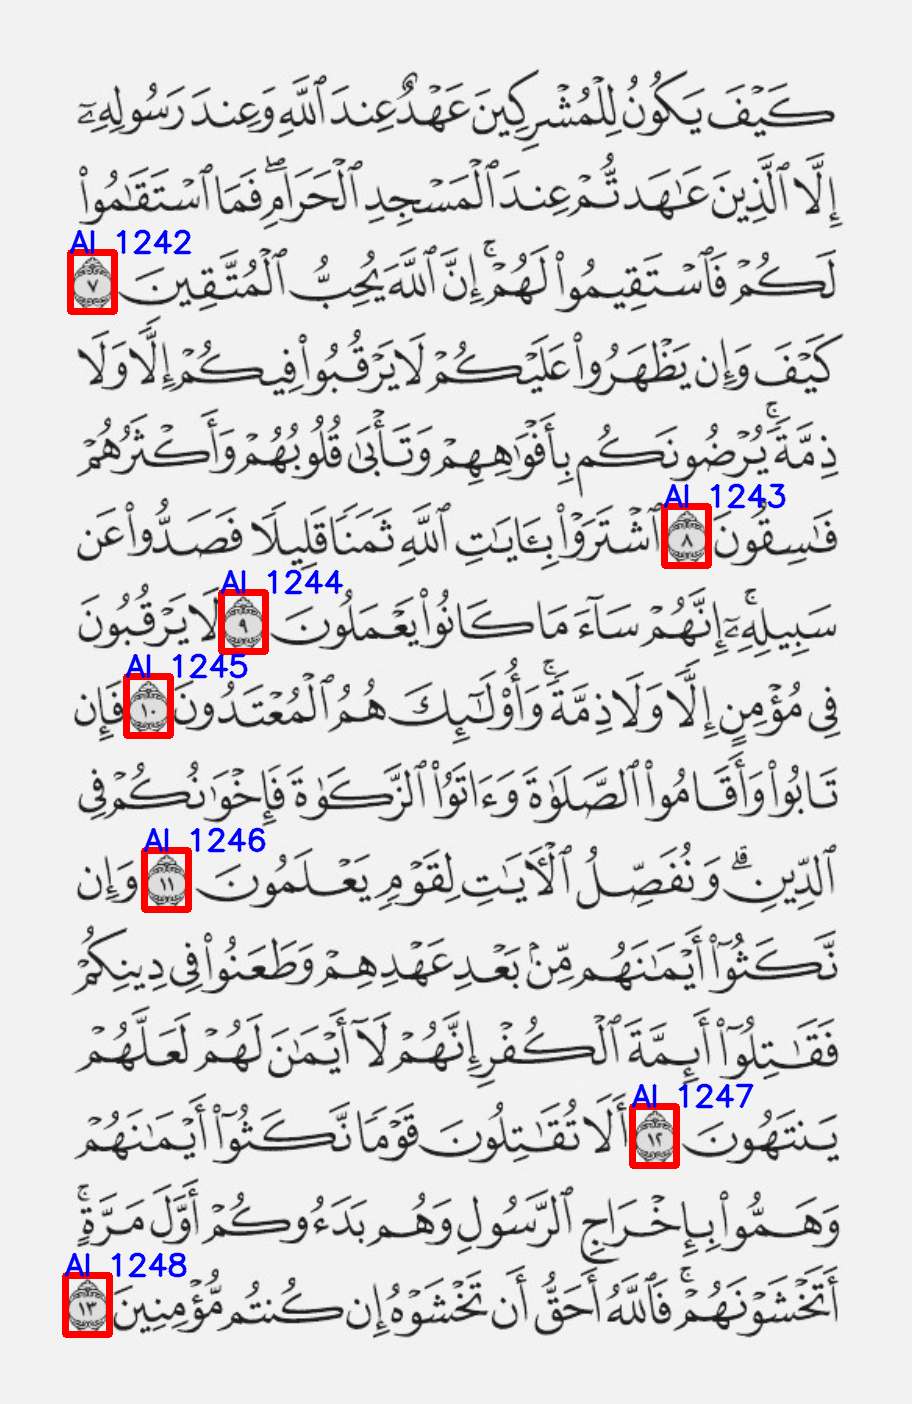 كَيْفَ يَكُونُ لِلْمُشْرِكِينَ عَهْدٌ عِندَ ٱللَّهِ وَعِندَ رَسُولِهِۦٓ
إِلَّا ٱلَّذِينَ عَـٰهَدتُّمْ عِندَ ٱلْمَسْجِدِ ٱلْحَرَامِ ۖ فَمَا ٱسْتَقَـٰمُوا۟
AI 1242
لَكُمْ فَٱسْتَقِيمُوا۟ لَهُمْ ۚ إِنَّ ٱللَّهَ يُحِبُّ ٱلْمُتَّقِينَ ٧
كَيْفَ وَإِن يَظْهَرُوا۟ عَلَيْكُمْ لَا يَرْقُبُوا۟ فِيكُمْ إِلًّا وَلَا
ذِمَّةً ۚ يُرْضُونَكُم بِأَفْوَٰهِهِمْ وَتَأْبَىٰ قُلُوبُهُمْ وَأَكْثَرُهُمْ
AI 1243
فَـٰسِقُونَ ٨ ٱشْتَرَوْا۟ بِـَٔايَـٰتِ ٱللَّهِ ثَمَنًا قَلِيلًا فَصَدُّوا۟ عَن
AI 1244
سَبِيلِهِۦٓ ۚ إِنَّهُمْ سَآءَ مَا كَانُوا۟ يَعْمَلُونَ ٩ لَا يَرْقُبُونَ
AI 1245
فِى مُؤْمِنٍ إِلًّا وَلَا ذِمَّةً ۚ وَأُو۟لَـٰٓئِكَ هُمُ ٱلْمُعْتَدُونَ ١٠ فَإِن
تَابُوا۟ وَأَقَامُوا۟ ٱلصَّلَوٰةَ وَءَاتَوُا۟ ٱلزَّكَوٰةَ فَإِخْوَٰنُكُمْ فِى
AI 1246
ٱلدِّينِ ۗ وَنُفَصِّلُ ٱلْـَٔايَـٰتِ لِقَوْمٍ يَعْلَمُونَ ١١ وَإِن
نَّكَثُوٓا۟ أَيْمَـٰنَهُم مِّنۢ بَعْدِ عَهْدِهِمْ وَطَعَنُوا۟ فِى دِينِكُمْ
فَقَـٰتِلُوٓا۟ أَئِمَّةَ ٱلْكُفْرِ إِنَّهُمْ لَآ أَيْمَـٰنَ لَهُمْ لَعَلَّهُمْ
AI 1247
يَنتَهُونَ ١٢ أَلَا تُقَـٰتِلُونَ قَوْمًا نَّكَثُوٓا۟ أَيْمَـٰنَهُمْ
وَهَمُّوا۟ بِإِخْرَاجِ ٱلرَّسُولِ وَهُم بَدَءُوكُمْ أَوَّلَ مَرَّةٍ ۚ
AI 1248
أَتَخْشَوْنَهُمْ ۚ فَٱللَّهُ أَحَقُّ أَن تَخْشَوْهُ إِن كُنتُم مُّؤْمِنِينَ ١٣